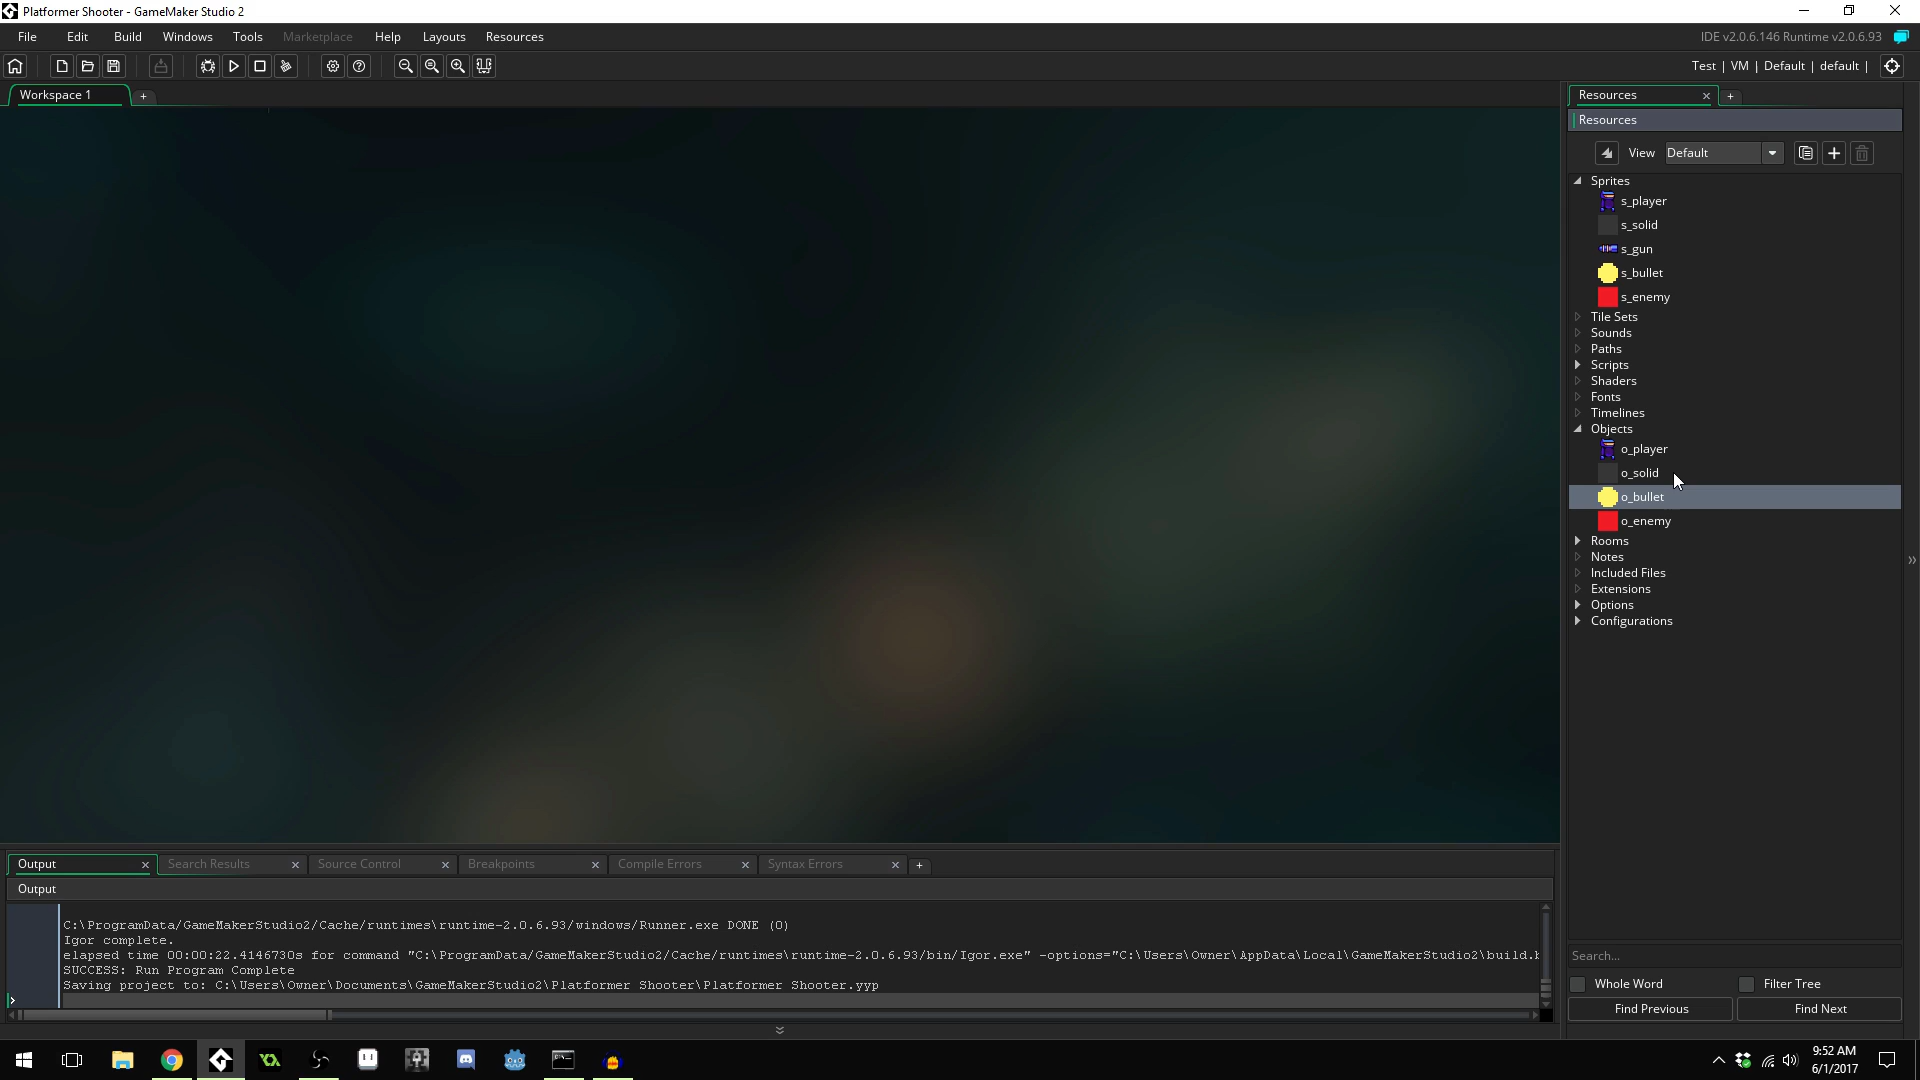 Platformer Shooter - GameMaker Studio 2
File Edit Build Windows Tools Marketplace Help Layouts Resources
IDE v2.0.6.146 Runtime v2.0.6.93
Test | VM | Default | default |
Workspace 1
Resources
Resources
View Default
Sprites
s_player
s_solid
s_gun
s_bullet
s_enemy
Tile Sets
Sounds
Paths
Scripts
Shaders
Fonts
Timelines
Objects
o_player
o_solid
o_bullet
o_enemy
Rooms
Notes
Included Files
Extensions
Options
Configurations
Search...
Whole Word Filter Tree
Find Previous Find Next
Output Search Results Source Control Breakpoints Compile Errors Syntax Errors
Output
C:\ProgramData/GameMakerStudio2/Cache/runtimes\runtime-2.0.6.93/windows/Runner.exe DONE (0)
Igor complete.
elapsed time 00:00:22.4146730s for command "C:\ProgramData/GameMakerStudio2/Cache/runtimes\runtime-2.0.6.93/bin/Igor.exe" -options="C:\Users\Owner\AppData\Local\GameMakerStudio2\build.
SUCCESS: Run Program Complete
Saving project to: C:\Users\Owner\Documents\GameMakerStudio2\Platformer Shooter\Platformer Shooter.yyp
9:52 AM
6/1/2017